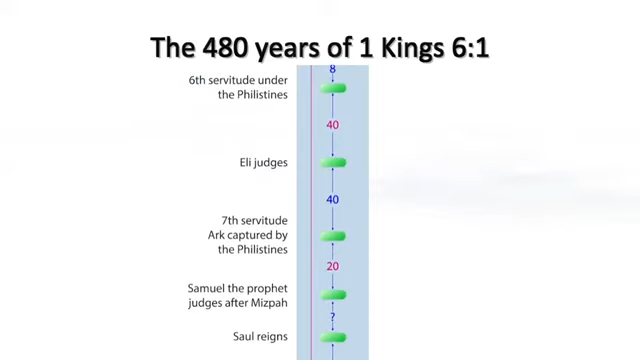 The 480 years of 1 Kings 6:1
8
6th servitude under
the Philistines
40
Eli judges
40
7th servitude
Ark captured by
the Philistines
20
Samuel the prophet
judges after Mizpah
?
Saul reigns